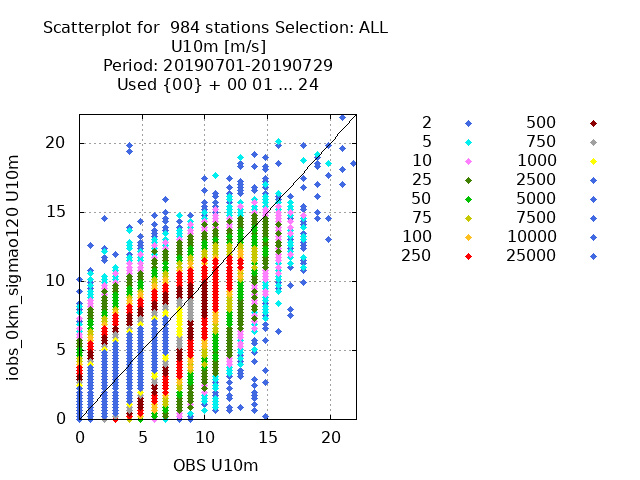 Scatterplot for  984 stations Selection: ALL
U10m [m/s]
Period: 20190701-20190729
Used {00} + 00 01 ... 24
iobs_0km_sigmao120 U10m
20
15
10
5
0
0 5 10 15 20
OBS U10m
2 500
5 750
10 1000
25 2500
50 5000
75 7500
100 10000
250 25000